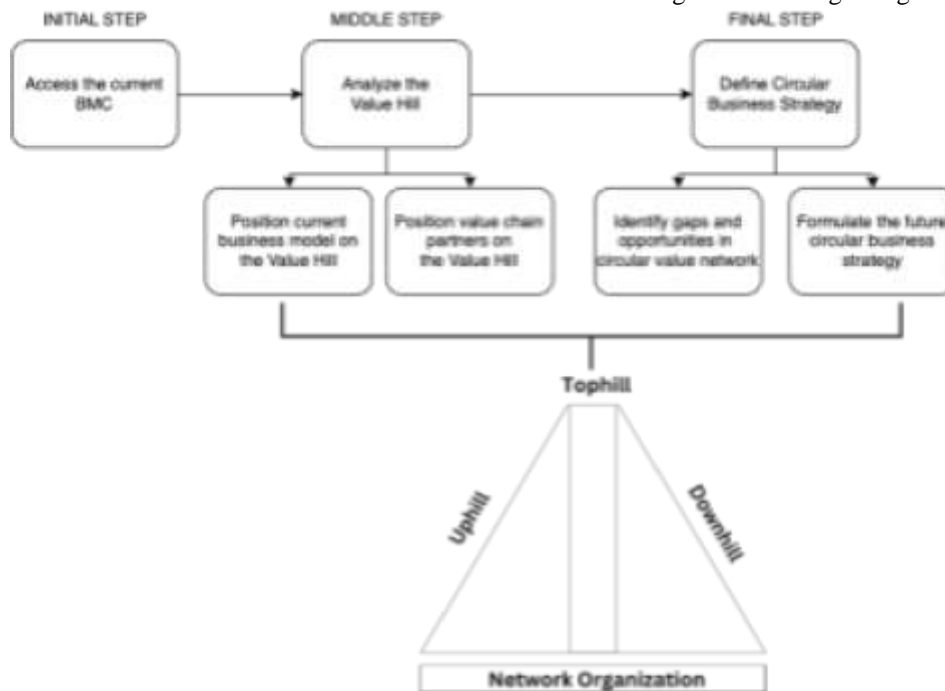 INITIAL STEP
MIDDLE STEP
FINAL STEP
Access the current
BMC
Analyze the
Value Hill
Define Circular
Business Strategy
Position current
business model on
the Value Hill
Position value chain
partners on
the Value Hill
Identify gaps and
opportunities in
circular value network
Formulate the future
circular business
strategy
Tophill
Uphill
Downhill
Network Organization